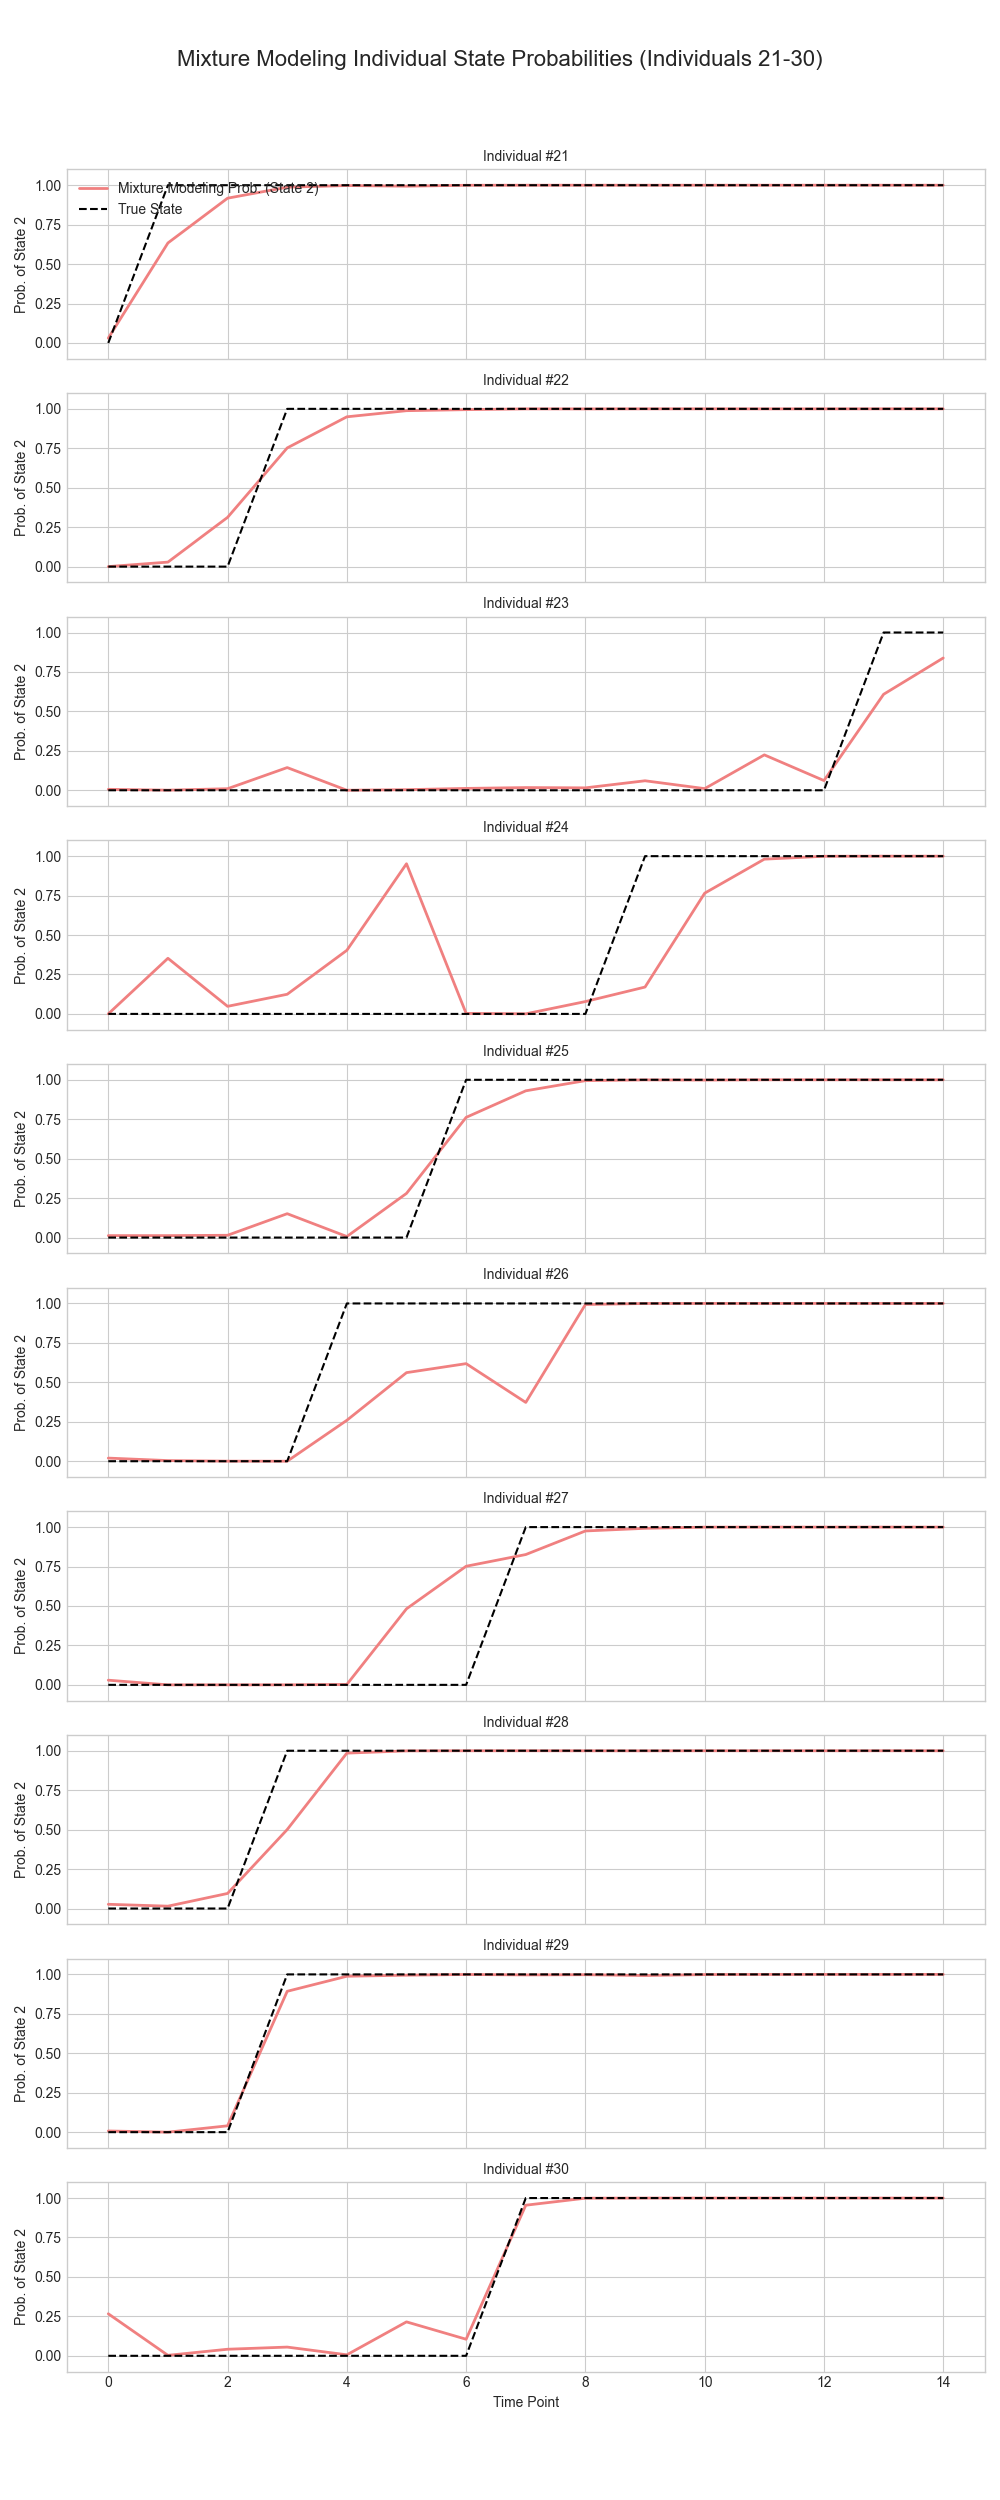 Mixture Modeling Individual State Probabilities (Individuals 21-30)
Individual #21
Mixture Modeling Prob. (State 2)
True State
Prob. of State 2
1.00
0.75
0.50
0.25
0.00
Individual #22
Prob. of State 2
1.00
0.75
0.50
0.25
0.00
Individual #23
Prob. of State 2
1.00
0.75
0.50
0.25
0.00
Individual #24
Prob. of State 2
1.00
0.75
0.50
0.25
0.00
Individual #25
Prob. of State 2
1.00
0.75
0.50
0.25
0.00
Individual #26
Prob. of State 2
1.00
0.75
0.50
0.25
0.00
Individual #27
Prob. of State 2
1.00
0.75
0.50
0.25
0.00
Individual #28
Prob. of State 2
1.00
0.75
0.50
0.25
0.00
Individual #29
Prob. of State 2
1.00
0.75
0.50
0.25
0.00
Individual #30
Prob. of State 2
1.00
0.75
0.50
0.25
0.00
0 2 4 6 8 10 12 14
Time Point